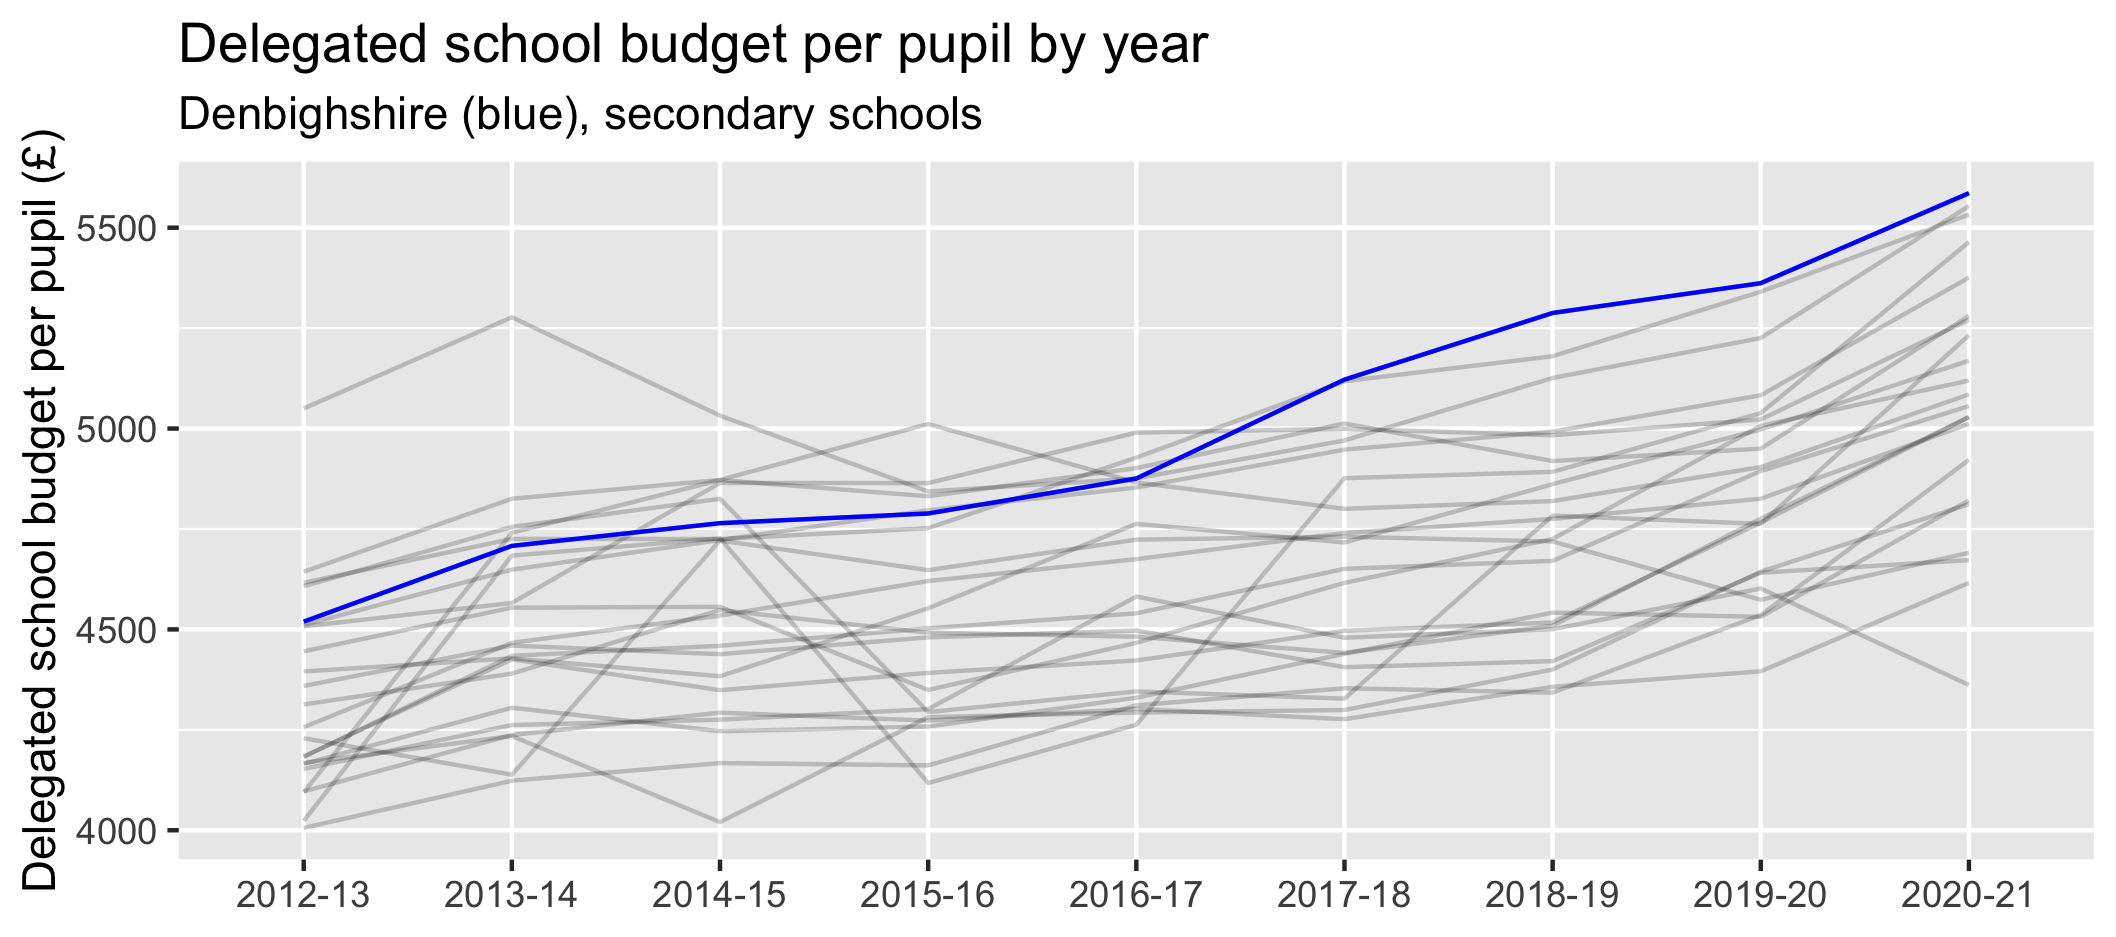 Delegated school budget per pupil by year
Denbighshire (blue), secondary schools
Delegated school budget per pupil (£)
5500
5000
4500
4000
2012-13 2013-14 2014-15 2015-16 2016-17 2017-18 2018-19 2019-20 2020-21